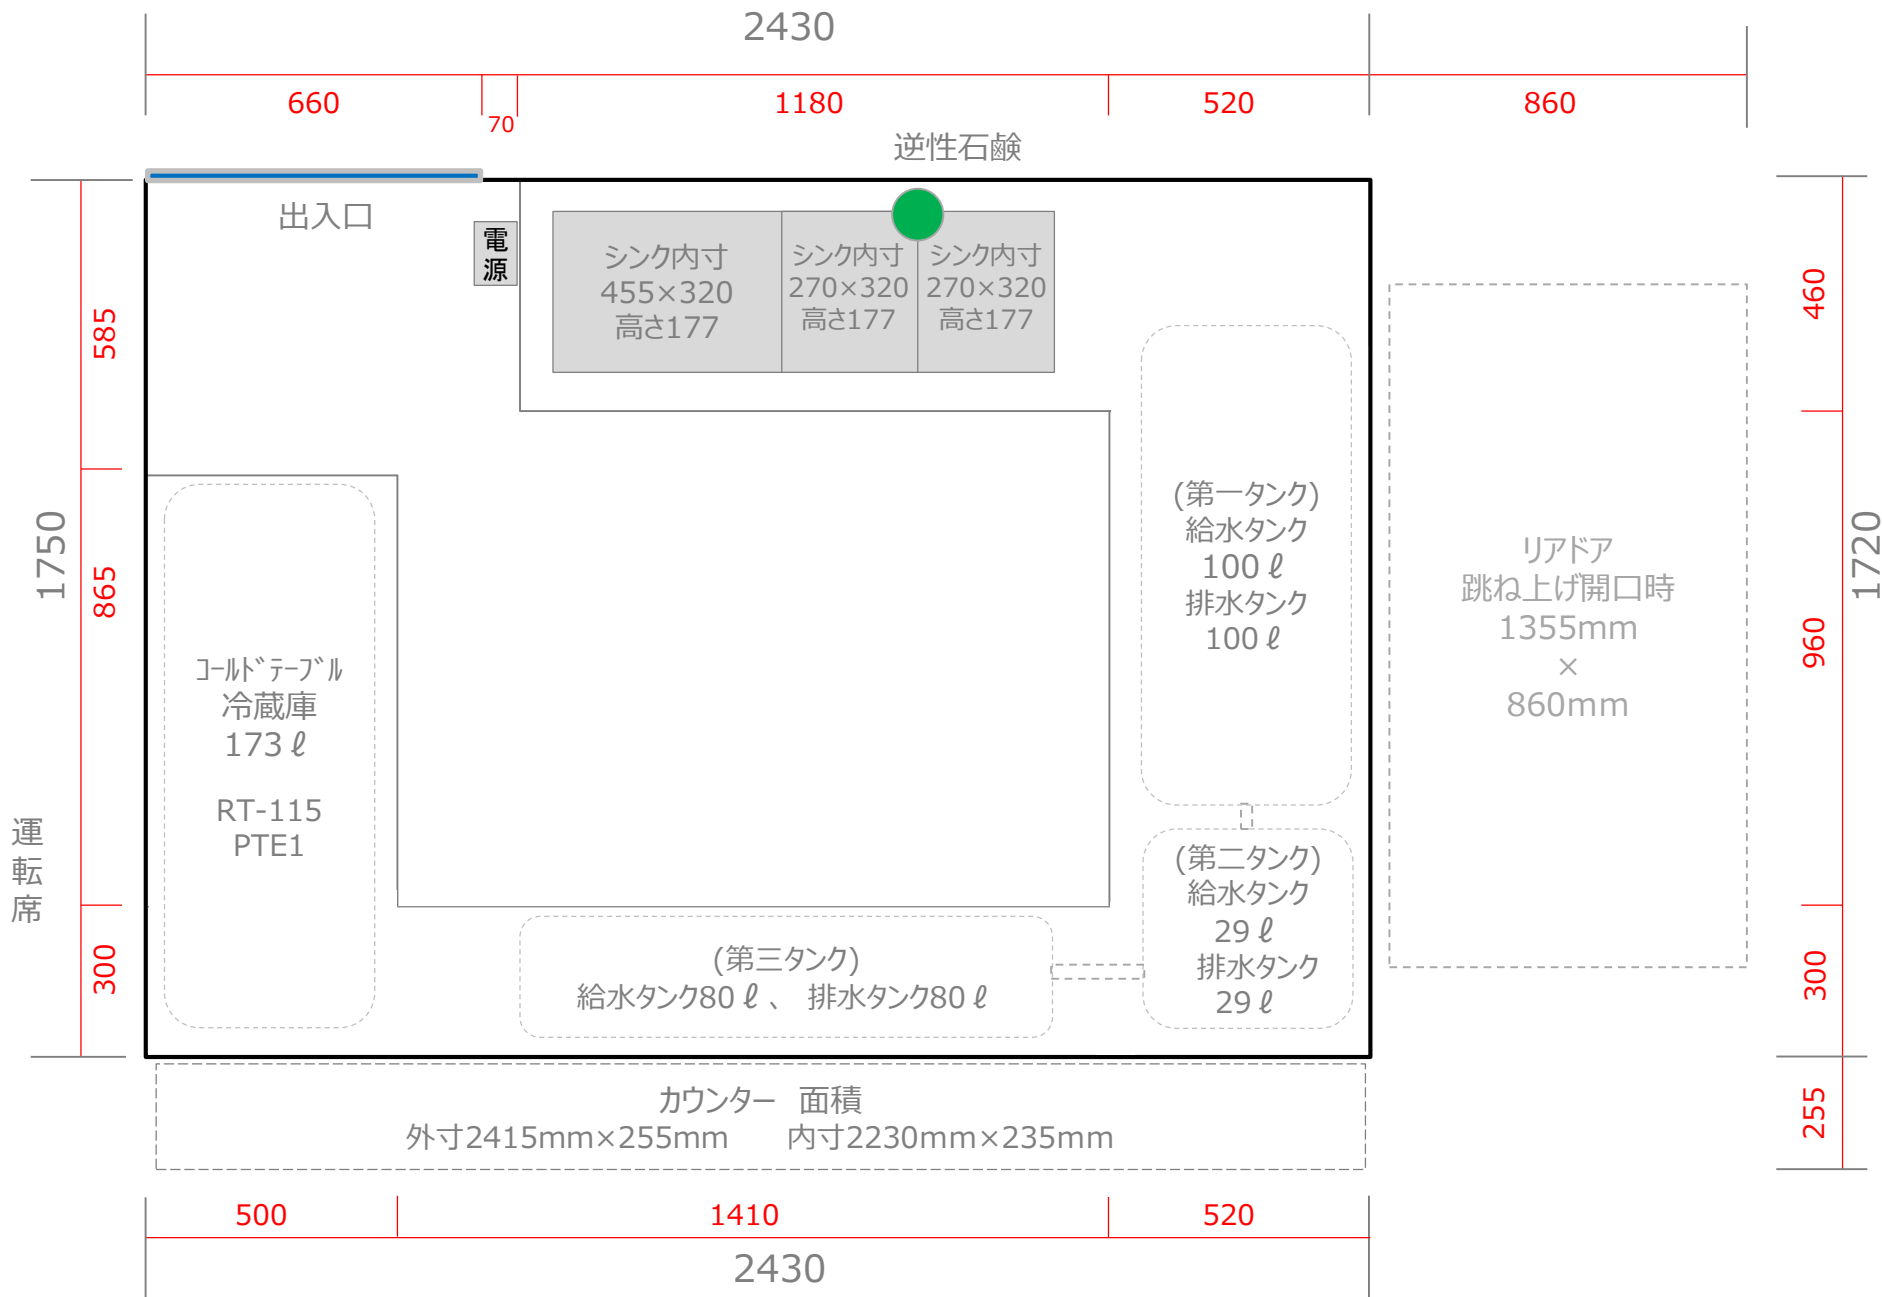 2430
660
70
1180
520
860
逆性石鹸
出入口
電
源
シンク内寸
455×320
高さ177
シンク内寸
270×320
高さ177
シンク内寸
270×320
高さ177
585
865
300
1750
運
転
席
460
960
300
255
1720
(第一タンク)
給水タンク
100ℓ
排水タンク
100ℓ
リアドア
跳ね上げ開口時
1355mm
×
860mm
ｺｰﾙﾄﾞﾃｰﾌﾞﾙ
冷蔵庫
173ℓ
RT-115
PTE1
(第二タンク)
給水タンク
29ℓ
排水タンク
29ℓ
(第三タンク)
給水タンク80ℓ、 排水タンク80ℓ
カウンター 面積
外寸2415mm×255mm 内寸2230mm×235mm
500
1410
520
2430